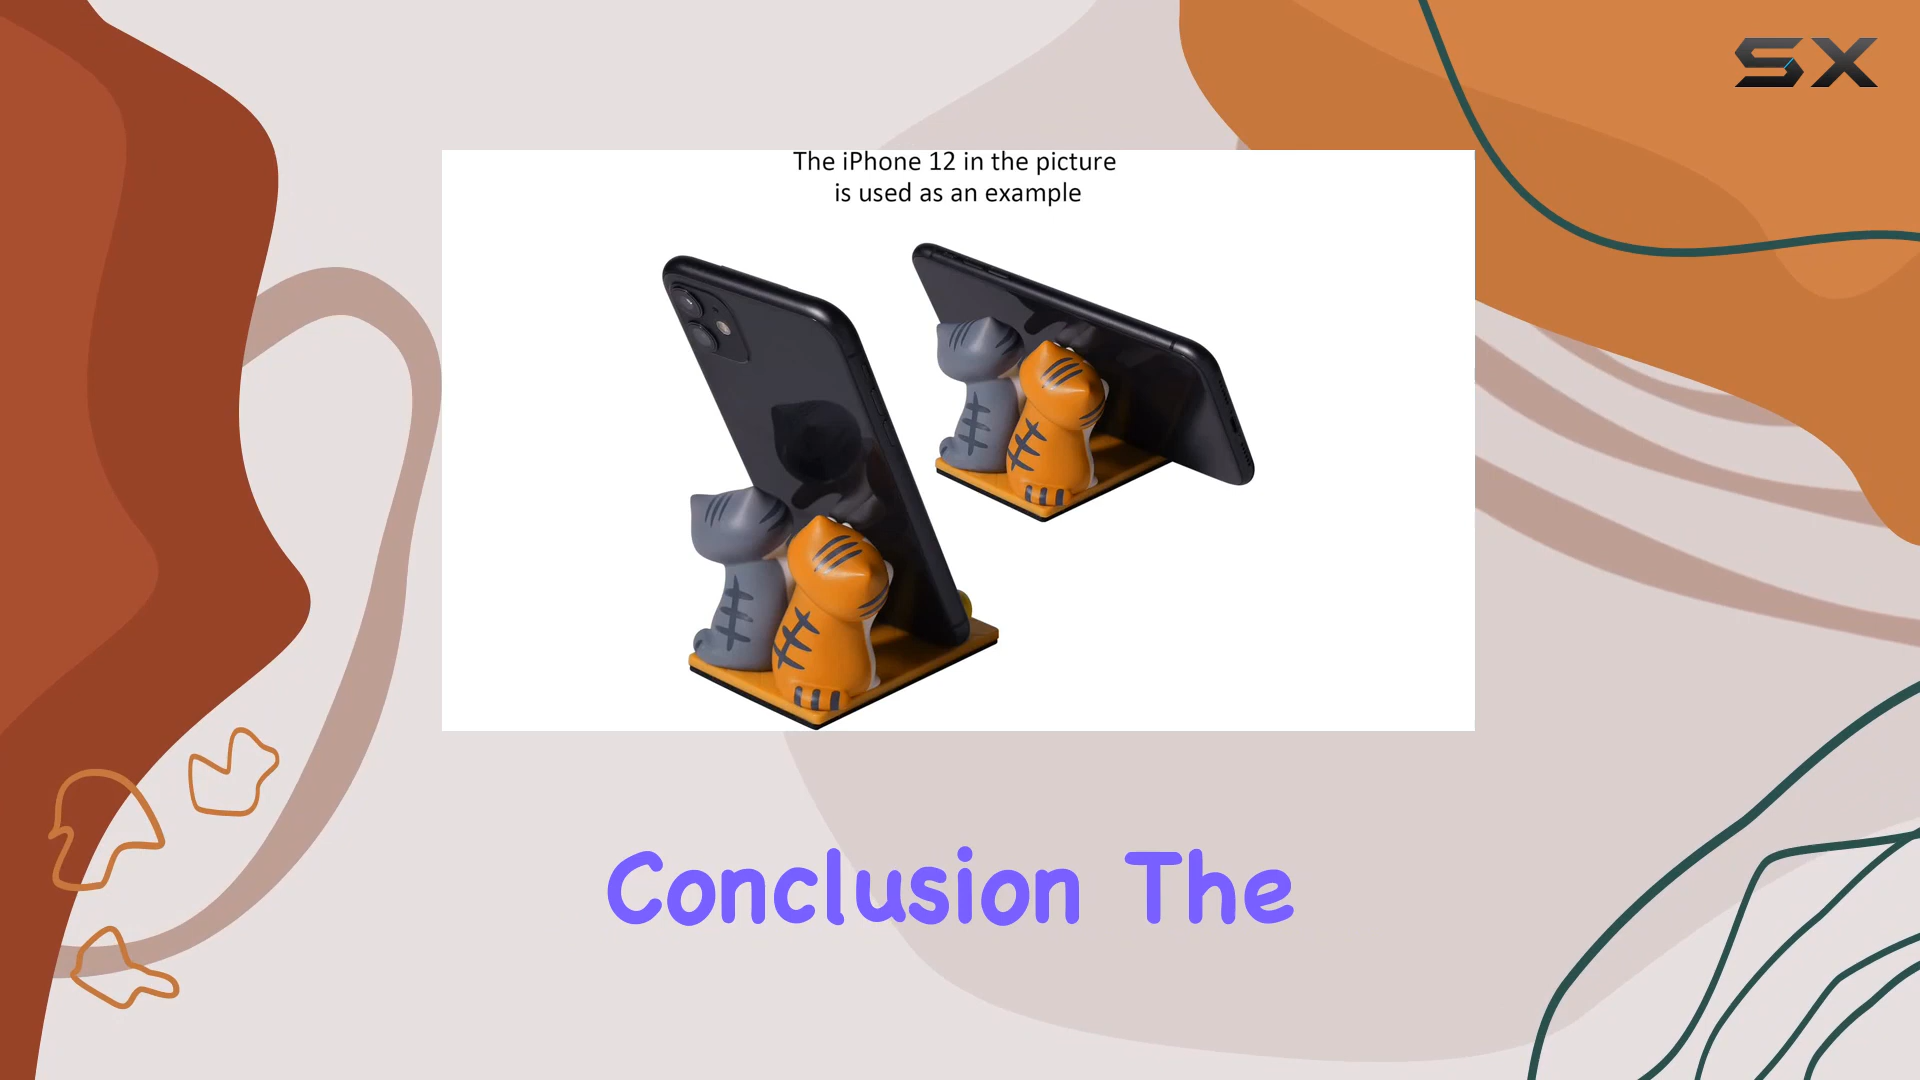 SX
The iPhone 12 in the picture
is used as an example
Conclusion The